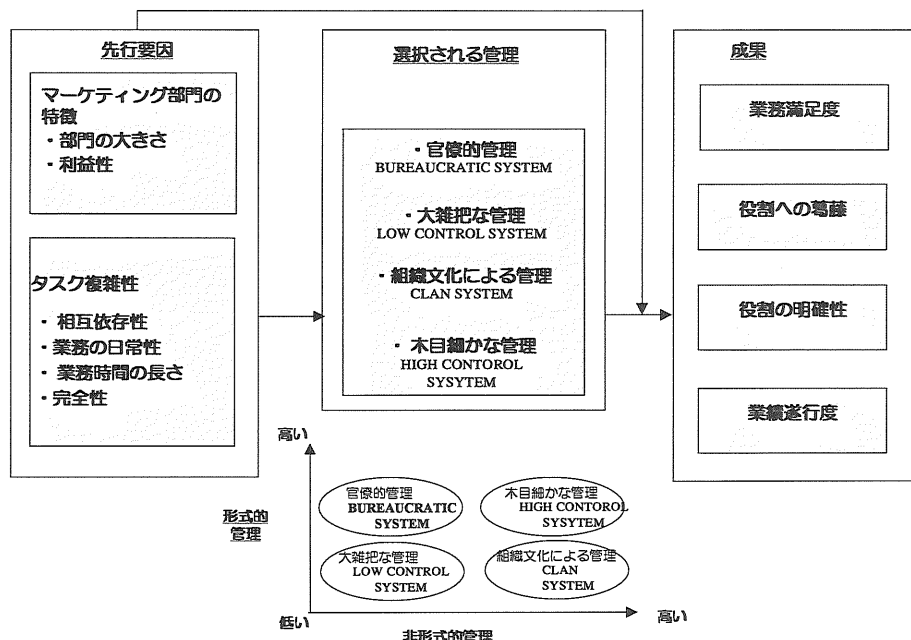 先行要因
マーケティング部門の
特徴
・部門の大きさ
・利益性
タスク複雑性
・相互依存性
・業務の日常性
・業務時間の長さ
・完全性
選択される管理
・官僚的管理
BUREAUCRATIC SYSTEM
・大雑把な管理
LOW CONTROL SYSTEM
・組織文化による管理
CLAN SYSTEM
・木目細かな管理
HIGH CONTOROL
SYSYTEM
成果
業務満足度
役割への葛藤
役割の明確性
業績遂行度
高い
形式的
管理
官僚的管理
BUREAUCRATIC
SYSTEM
木目細かな管理
HIGH CONTOROL
SYSYTEM
大雑把な管理
LOW CONTROL
SYSTEM
組織文化による管理
CLAN
SYSTEM
低い
高い
非形式的管理